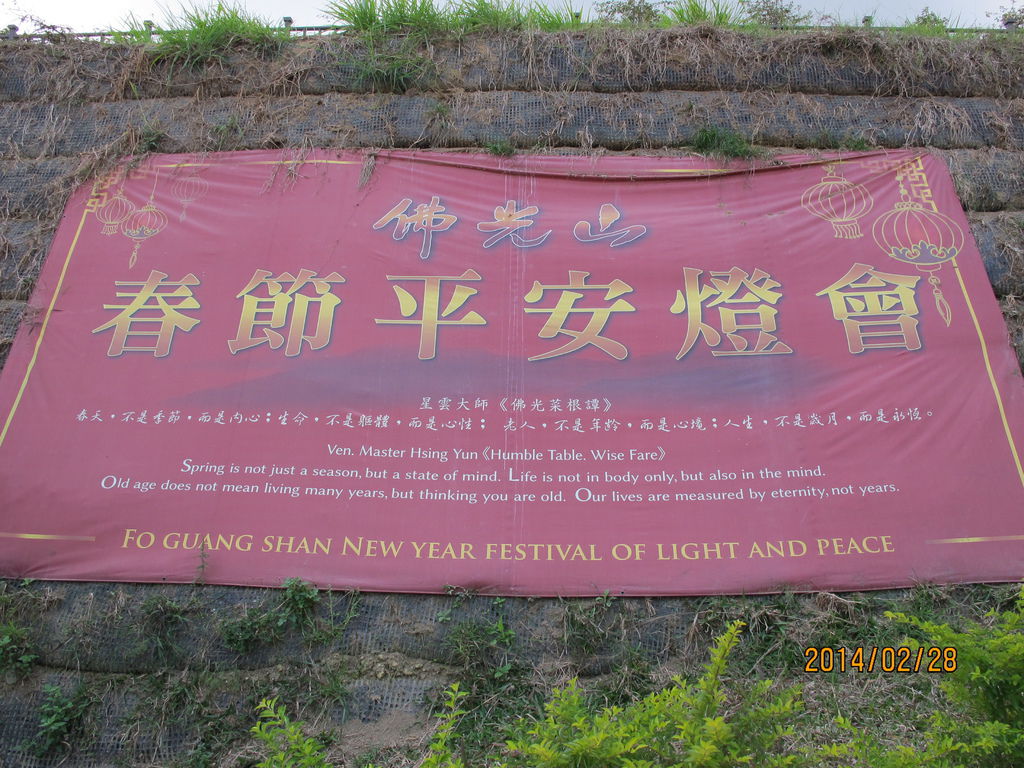 佛光山
春節平安燈會
星雲大師《佛光菜根譚》
春天，不是季節，而是內心；生命，不是軀體，而是心性；老人，不是年齡，而是心境；人生，不是歲月，而是永恆。
Ven. Master Hsing Yun《Humble Table. Wise Fare》
Spring is not just a season, but a state of mind. Life is not in body only, but also in the mind.
Old age does not mean living many years, but thinking you are old. Our lives are measured by eternity, not years.
FO GUANG SHAN NEW YEAR FESTIVAL OF LIGHT AND PEACE
2014/02/28